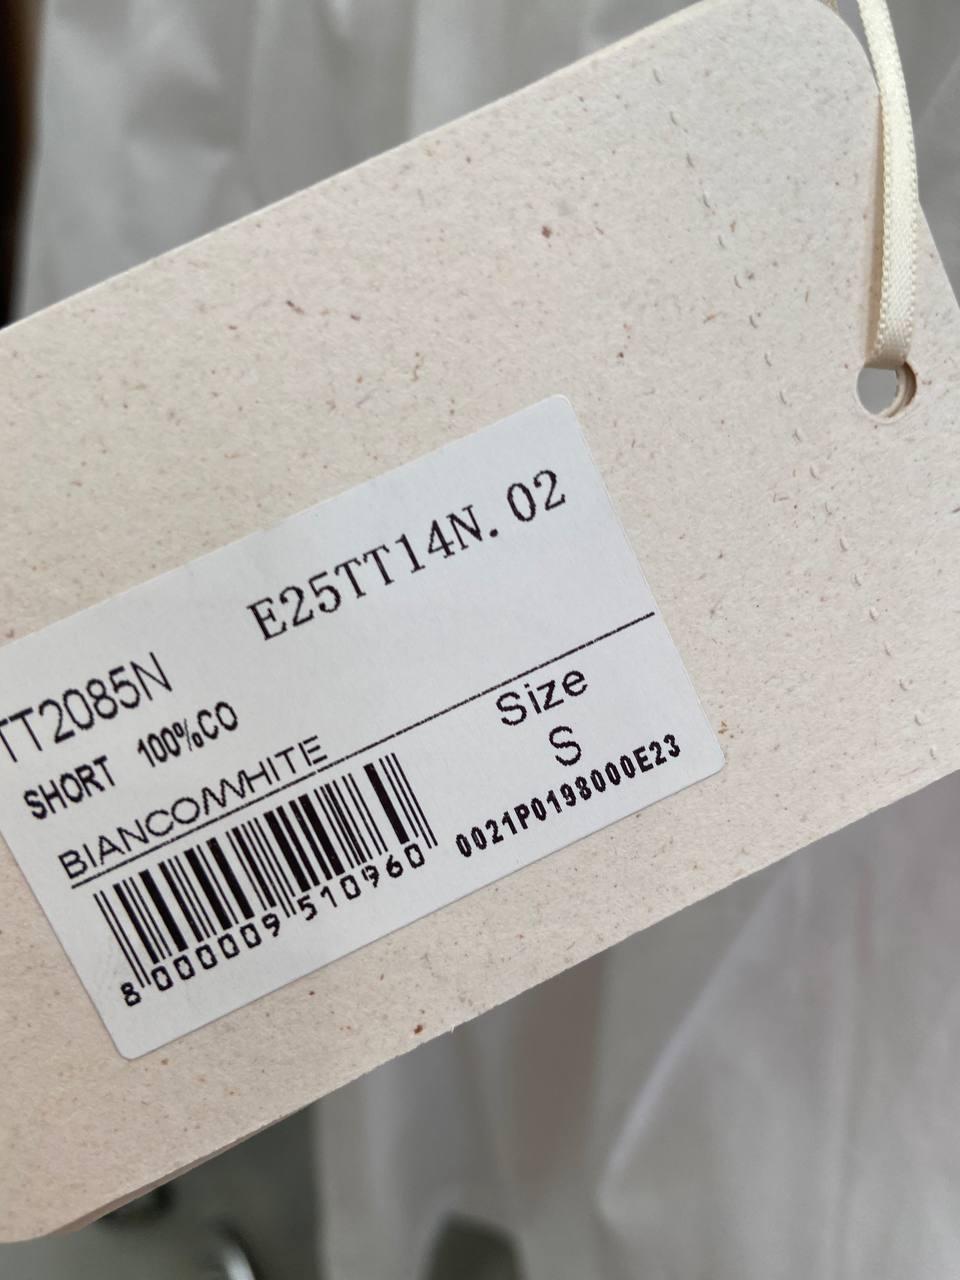 E25TT14N.02
TT2085N
SHORT 100%CO
BIANCO/WHITE
Size
S
0021P0198000E23
8 000009 510960